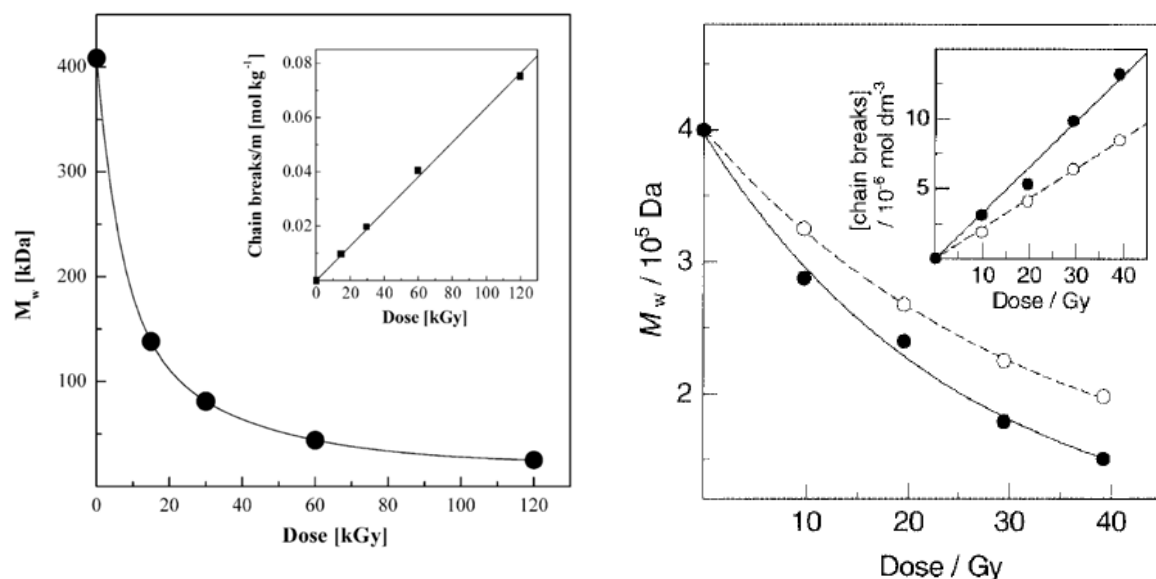 400
300
200
100
0 20 40 60 80 100 120
M_w [kDa]
Dose [kGy]
0.08
0.06
0.04
0.02
0 20 40 60 80 100 120
Chain breaks/m [mol kg⁻¹]
Dose [kGy]
4
3
2
10 20 30 40
M_w / 10⁵ Da
Dose / Gy
10
5
10 20 30 40
[chain breaks]
/ 10⁻⁶ mol dm⁻³
Dose / Gy